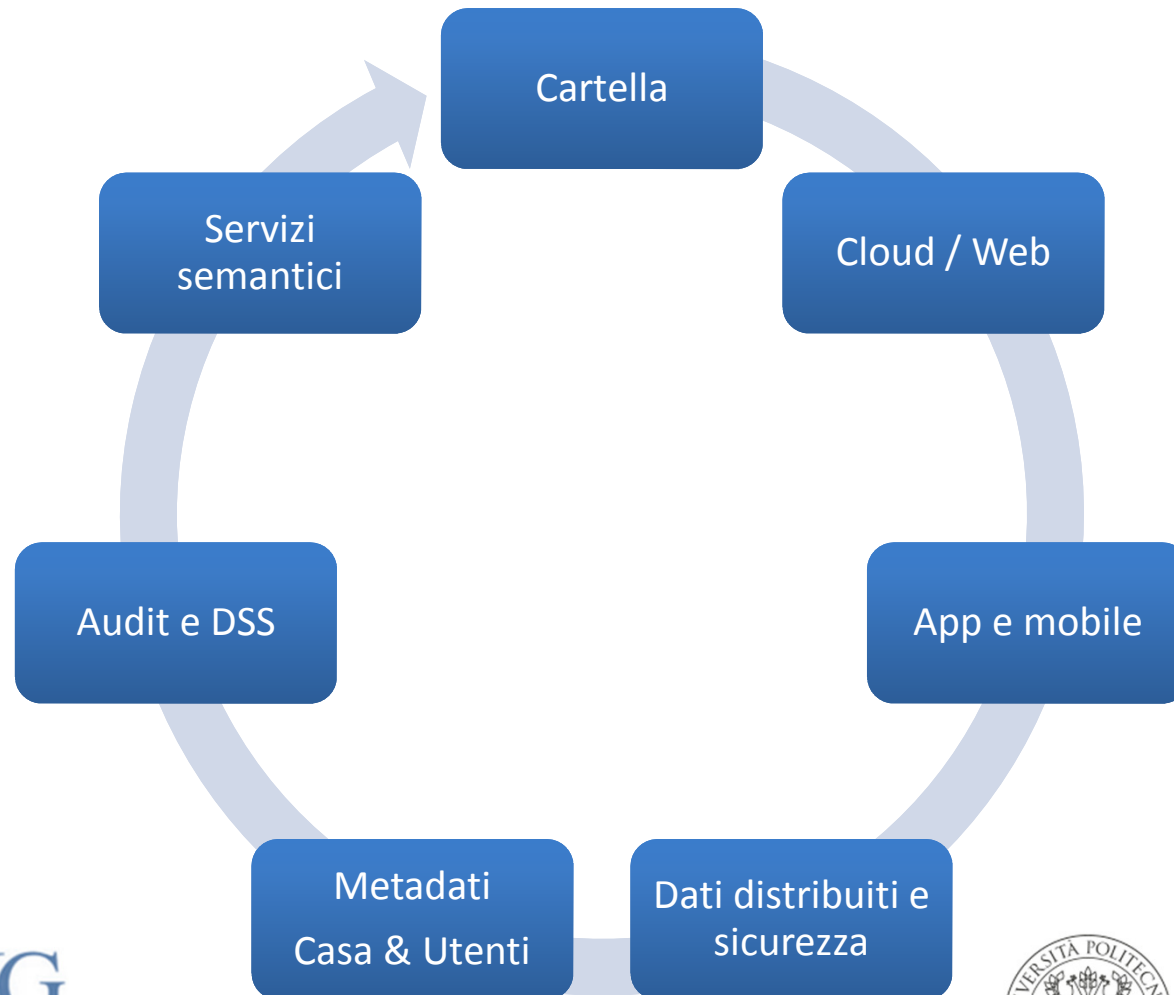 Cartella
Cloud / Web
App e mobile
Dati distribuiti e
sicurezza
Metadati
Casa & Utenti
Audit e DSS
Servizi
semantici
G